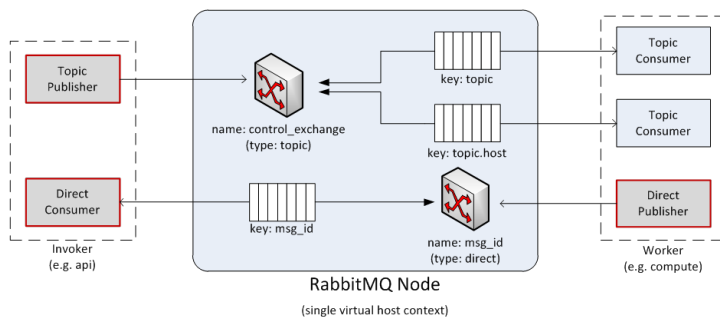 Topic
Publisher
key: topic
Topic
Consumer
name: control_exchange
(type: topic)
key: topic.host
Topic
Consumer
Direct
Consumer
key: msg_id
name: msg_id
(type: direct)
Direct
Publisher
Invoker
(e.g. api)
Worker
(e.g. compute)
RabbitMQ Node
(single virtual host context)